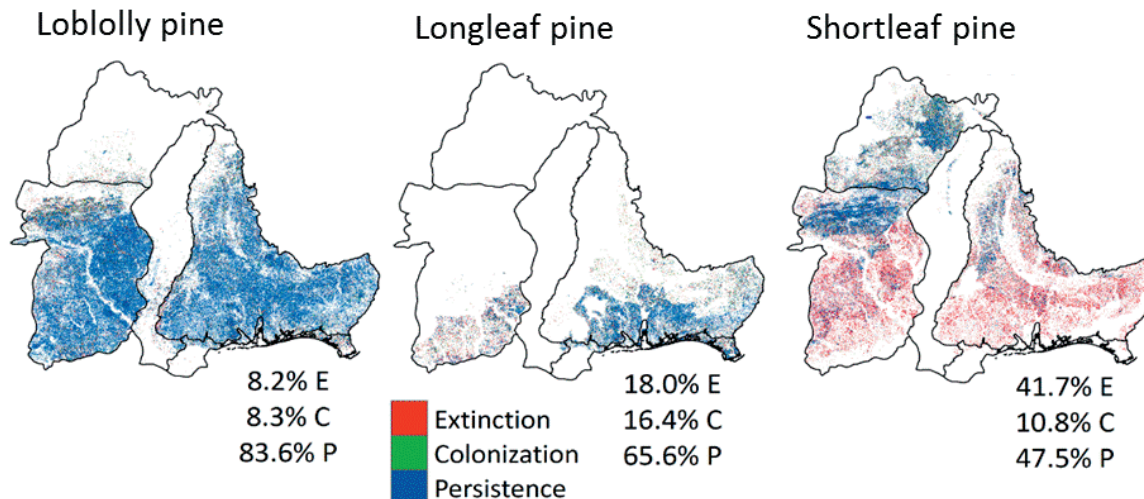 Loblolly pine
Longleaf pine
Shortleaf pine
8.2% E
8.3% C
83.6% P
Extinction
Colonization
Persistence
18.0% E
16.4% C
65.6% P
41.7% E
10.8% C
47.5% P